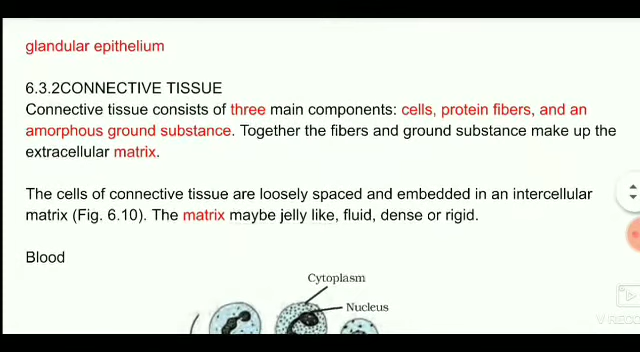 glandular epithelium
6.3.2CONNECTIVE TISSUE
Connective tissue consists of three main components: cells, protein fibers, and an
amorphous ground substance. Together the fibers and ground substance make up the
extracellular matrix.
The cells of connective tissue are loosely spaced and embedded in an intercellular
matrix (Fig. 6.10). The matrix maybe jelly like, fluid, dense or rigid.
Blood
Cytoplasm
Nucleus